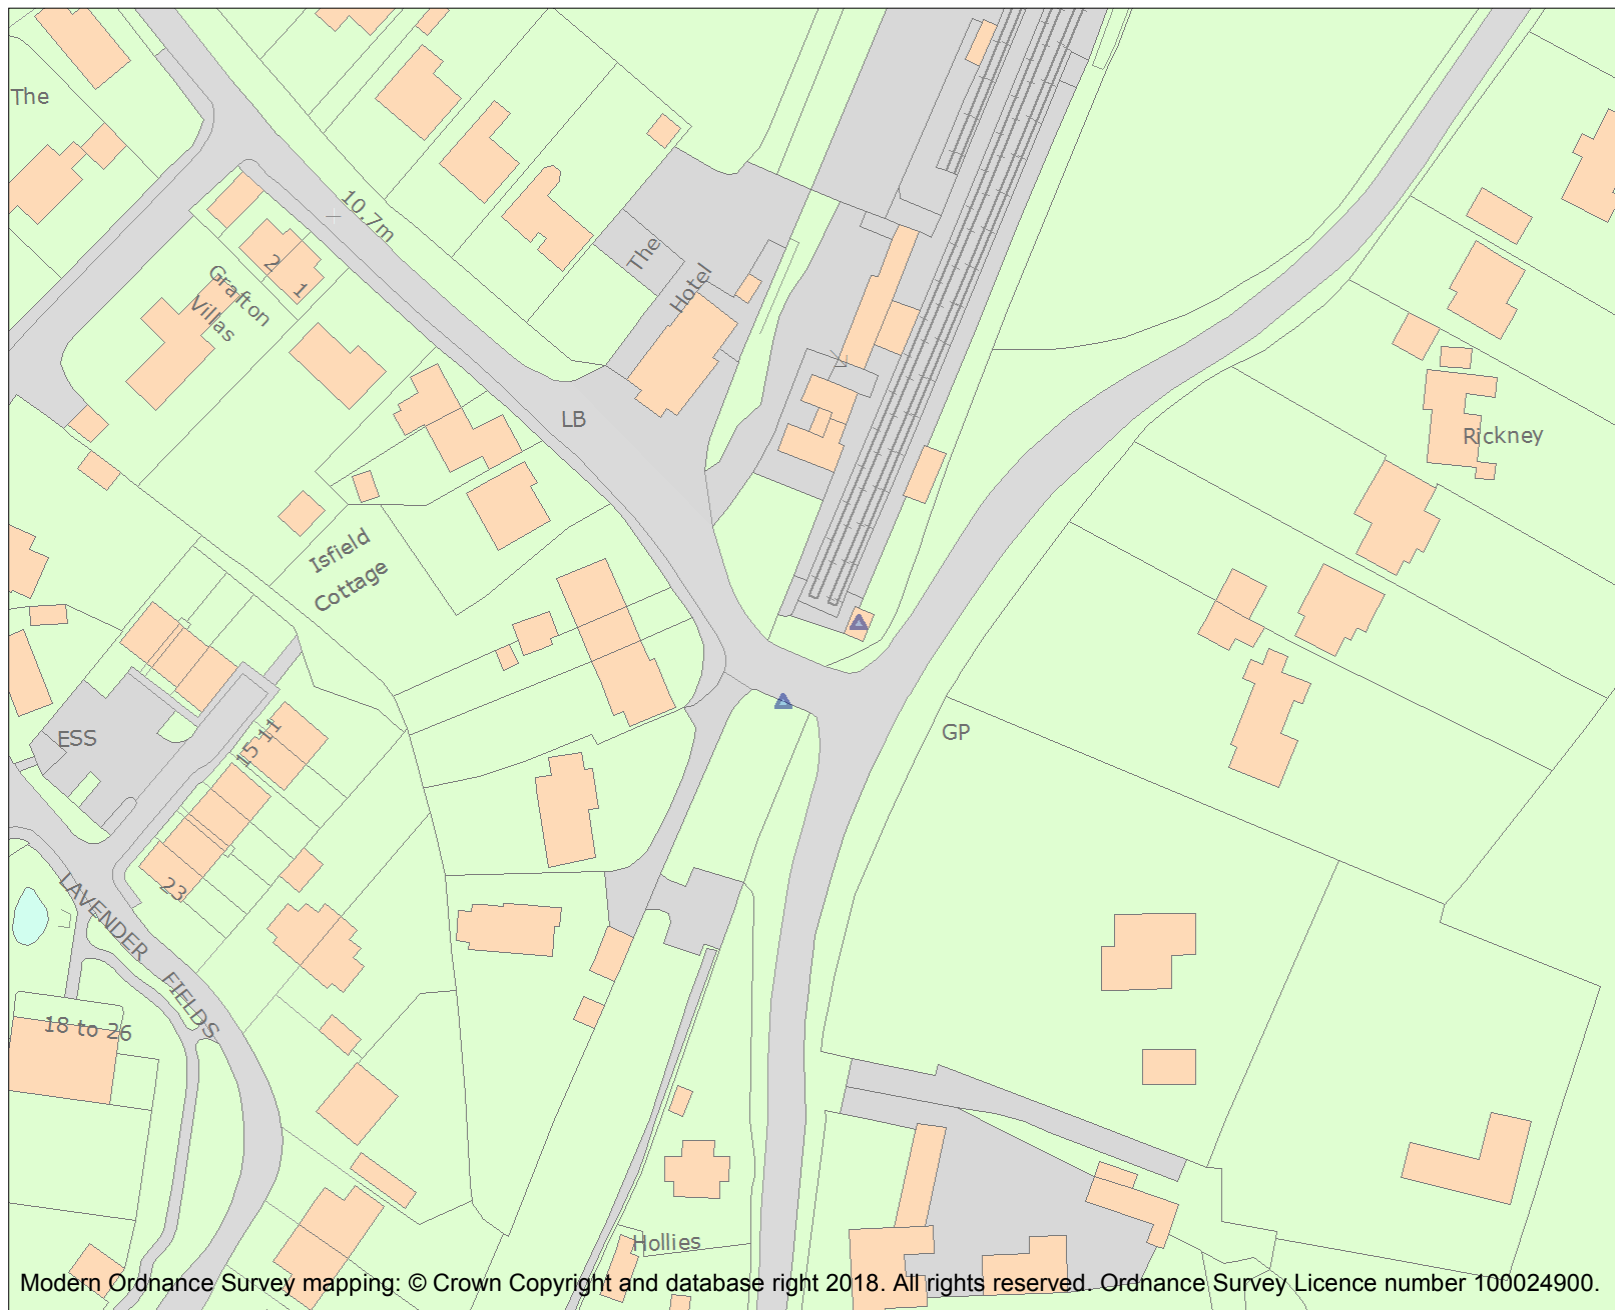 The
10.7m
The
Hotel
2
1
Grafton
Villas
LB
Rickney
Isfield
Cottage
ESS
15 11
GP
23
LAVENDER FIELDS
18 to 26
Hollies
Modern Ordnance Survey mapping: © Crown Copyright and database right 2018. All rights reserved. Ordnance Survey Licence number 100024900.